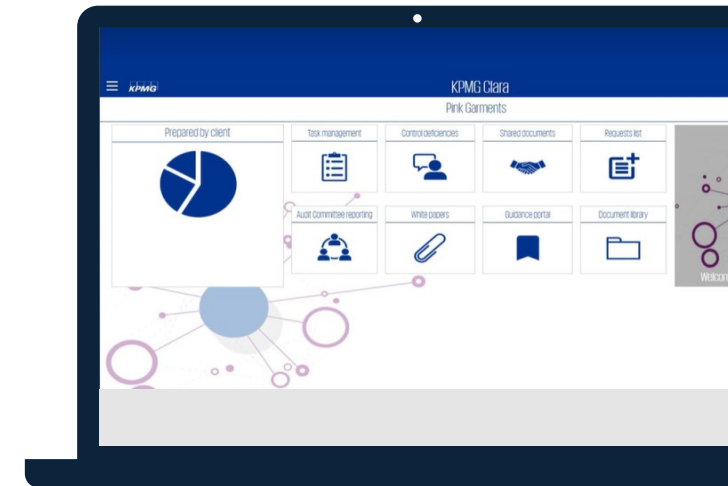 KPMG
KPMG Clara
Pink Garments
Prepared by client
Task management
Control deficiencies
Shared documents
Requests list
Audit Committee reporting
White papers
Guidance portal
Document library